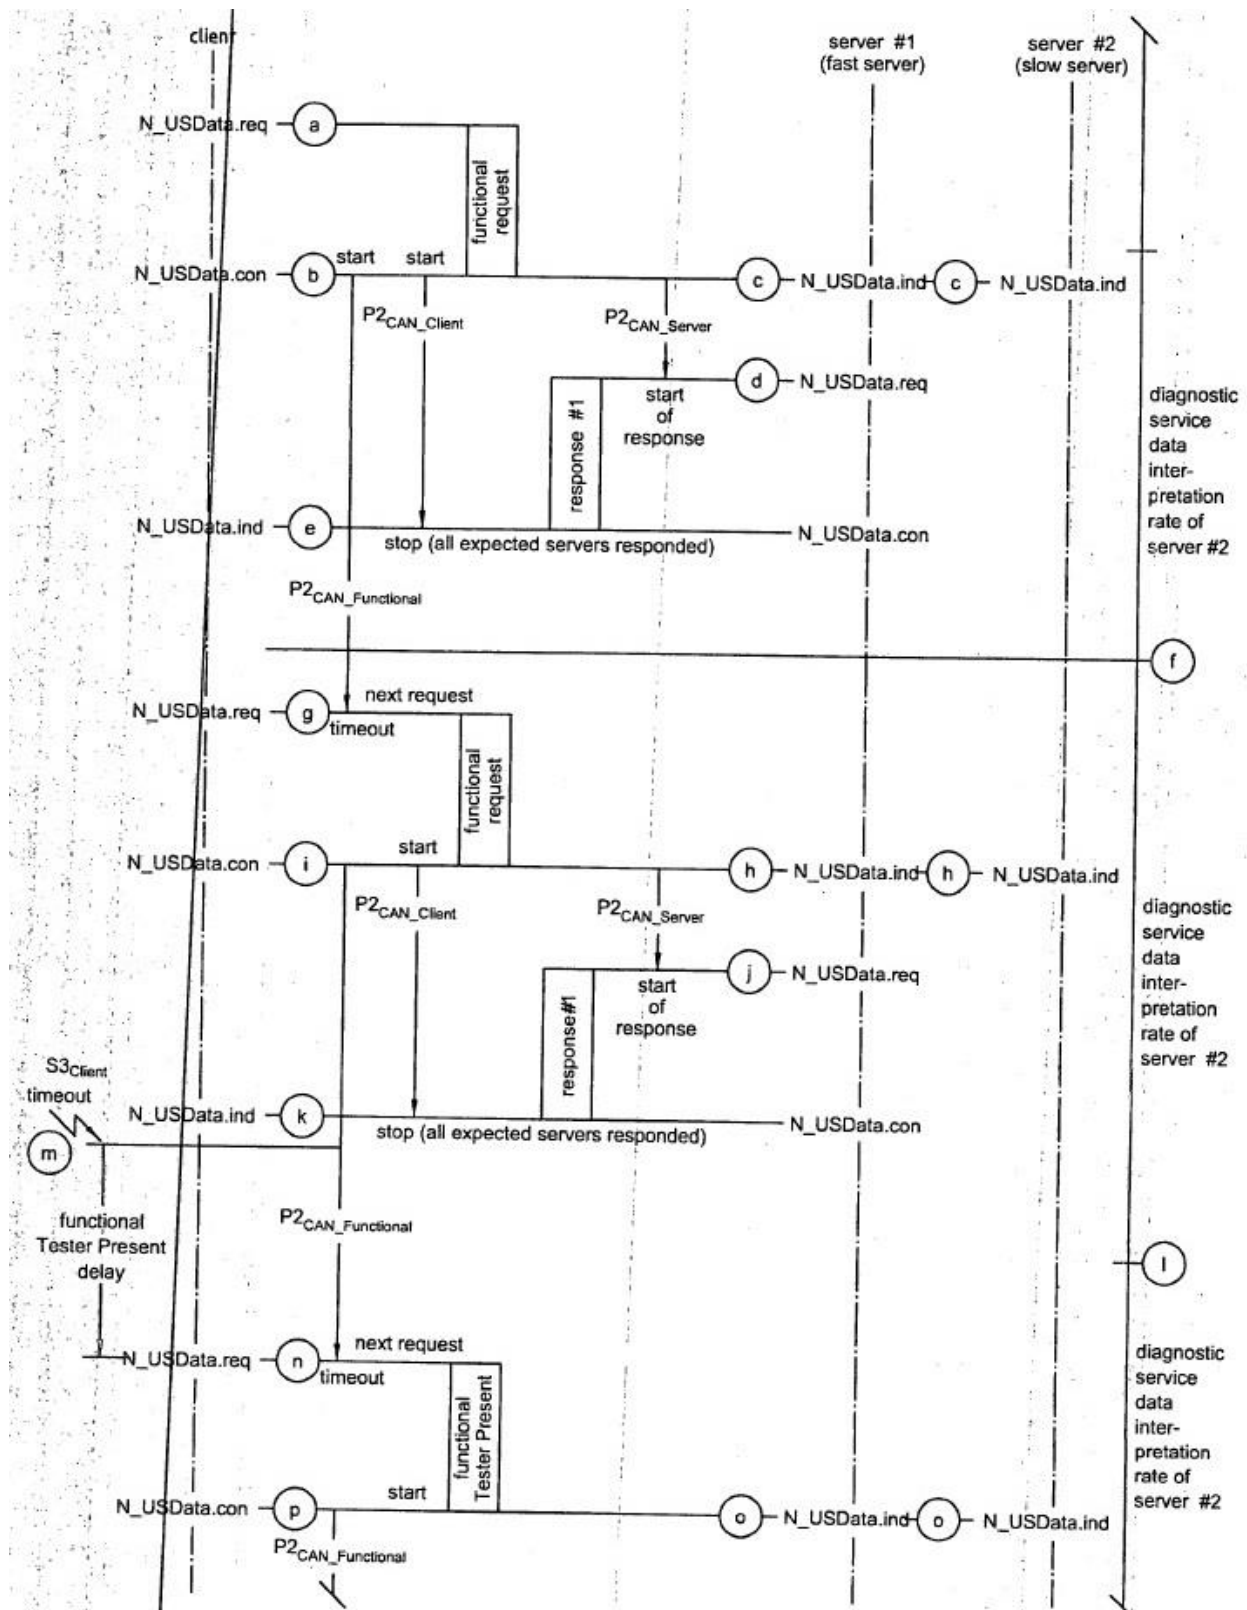 client
server #1
(fast server)
server #2
(slow server)
N_USData.req
a
functional
request
N_USData.con
b
start
start
c
N_USData.ind
c
N_USData.ind
P2CAN_Client
P2CAN_Server
d
N_USData.req
start
of
response
response #1
diagnostic
service
data
inter-
pretation
rate of
server #2
N_USData.ind
e
stop (all expected servers responded)
N_USData.con
P2CAN_Functional
f
N_USData.req
g
next request
timeout
functional
request
N_USData.con
i
start
h
N_USData.ind
h
N_USData.ind
P2CAN_Client
P2CAN_Server
j
N_USData.req
start
of
response
response#1
diagnostic
service
data
inter-
pretation
rate of
server #2
S3Client
timeout
N_USData.ind
k
stop (all expected servers responded)
N_USData.con
m
functional
Tester Present
delay
P2CAN_Functional
l
N_USData.req
n
next request
timeout
functional
Tester Present
diagnostic
service
data
inter-
pretation
rate of
server #2
N_USData.con
p
start
o
N_USData.ind
o
N_USData.ind
P2CAN_Functional